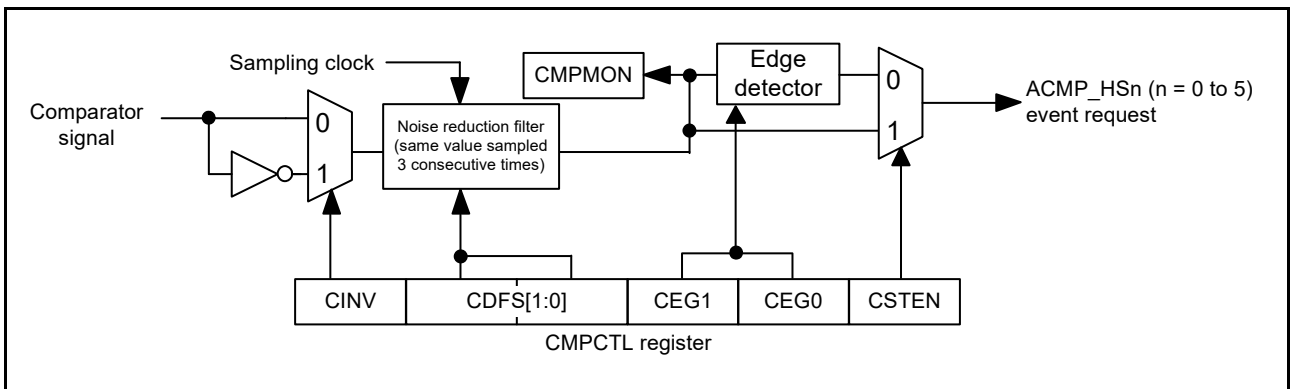 Sampling clock
Comparator
signal
0
1
Noise reduction filter
(same value sampled
3 consecutive times)
CMPMON
Edge
detector
0
1
ACMP_HSn (n = 0 to 5)
event request
CINV
CDFS[1:0]
CEG1
CEG0
CSTEN
CMPCTL register